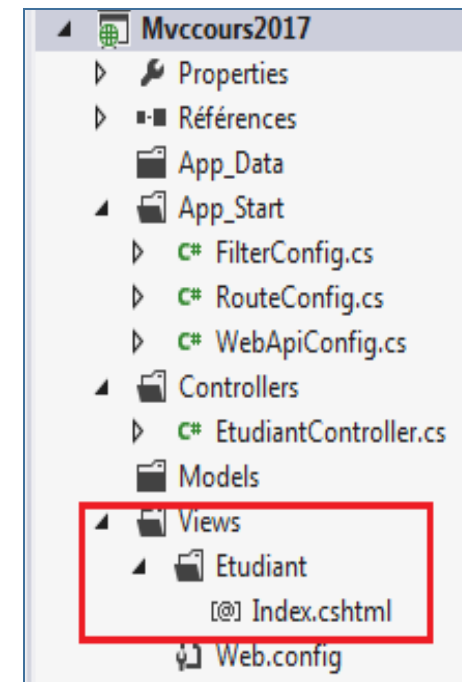 Mvccours2017
Properties
Références
App_Data
App_Start
C# FilterConfig.cs
C# RouteConfig.cs
C# WebApiConfig.cs
Controllers
C# EtudiantController.cs
Models
Views
Etudiant
[@] Index.cshtml
Web.config